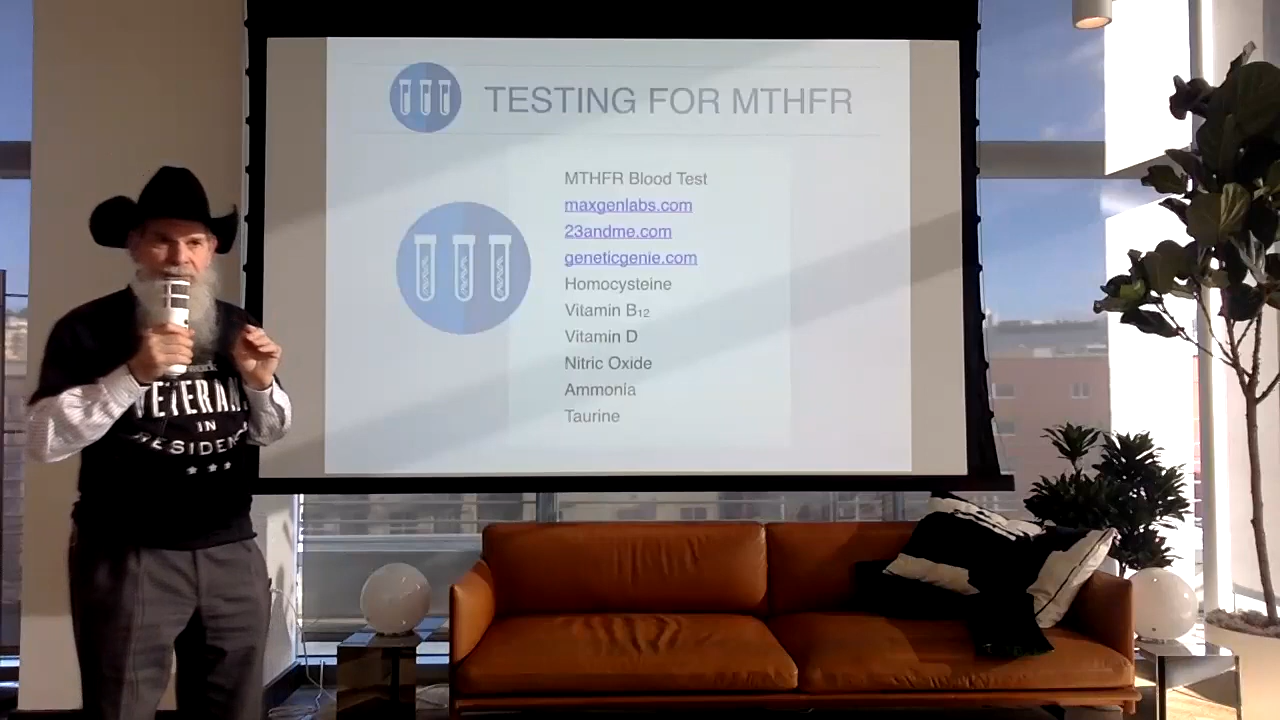 TESTING FOR MTHFR
MTHFR Blood Test
maxgenlabs.com
23andme.com
geneticgenie.com
Homocysteine
Vitamin B₁₂
Vitamin D
Nitric Oxide
Ammonia
Taurine
VETERAN
IN
RESIDENCE